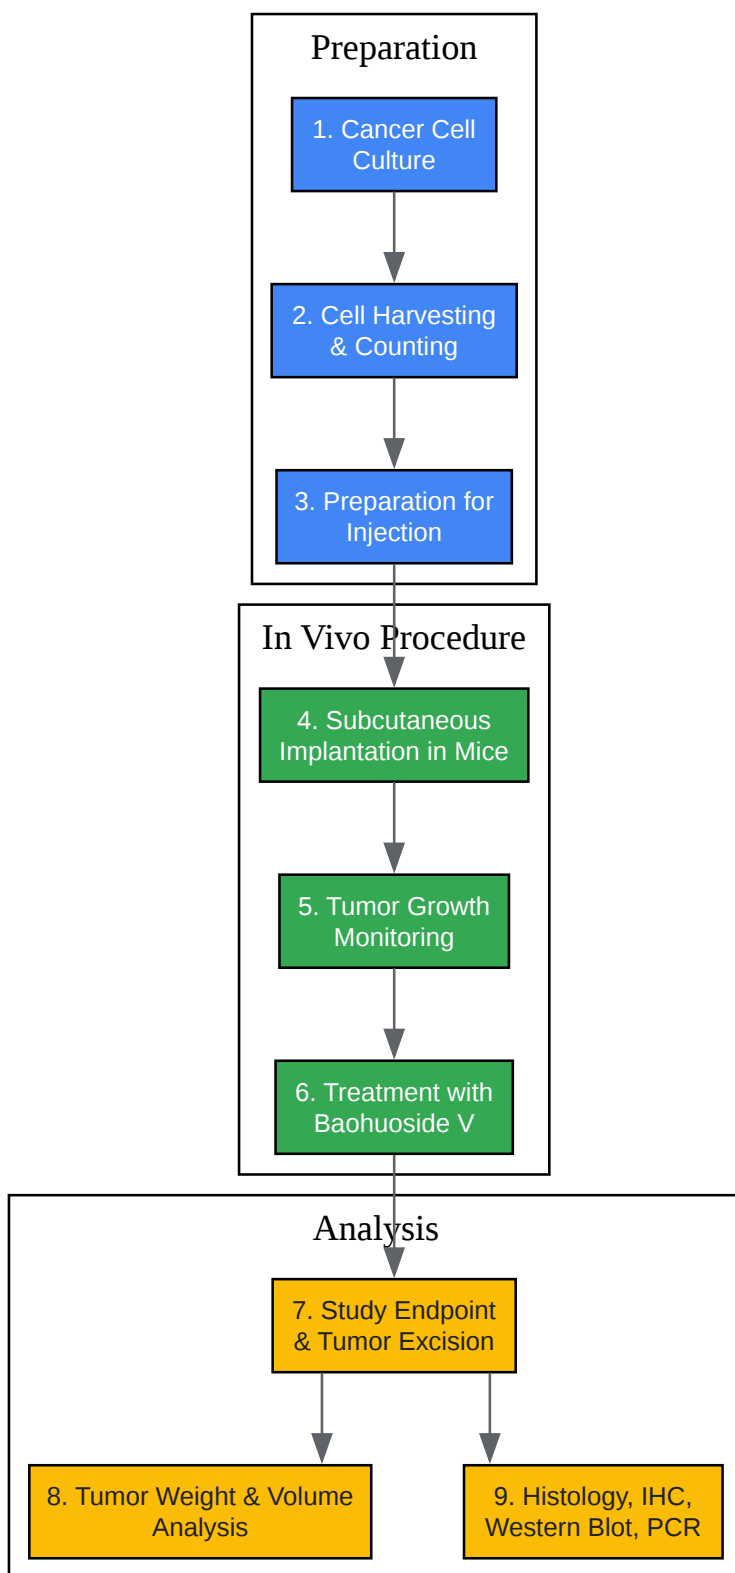 Preparation
1. Cancer Cell
Culture
2. Cell Harvesting
& Counting
3. Preparation for
Injection
In Vivo Procedure
4. Subcutaneous
Implantation in Mice
5. Tumor Growth
Monitoring
6. Treatment with
Baohuoside V
Analysis
7. Study Endpoint
& Tumor Excision
8. Tumor Weight & Volume
Analysis
9. Histology, IHC,
Western Blot, PCR